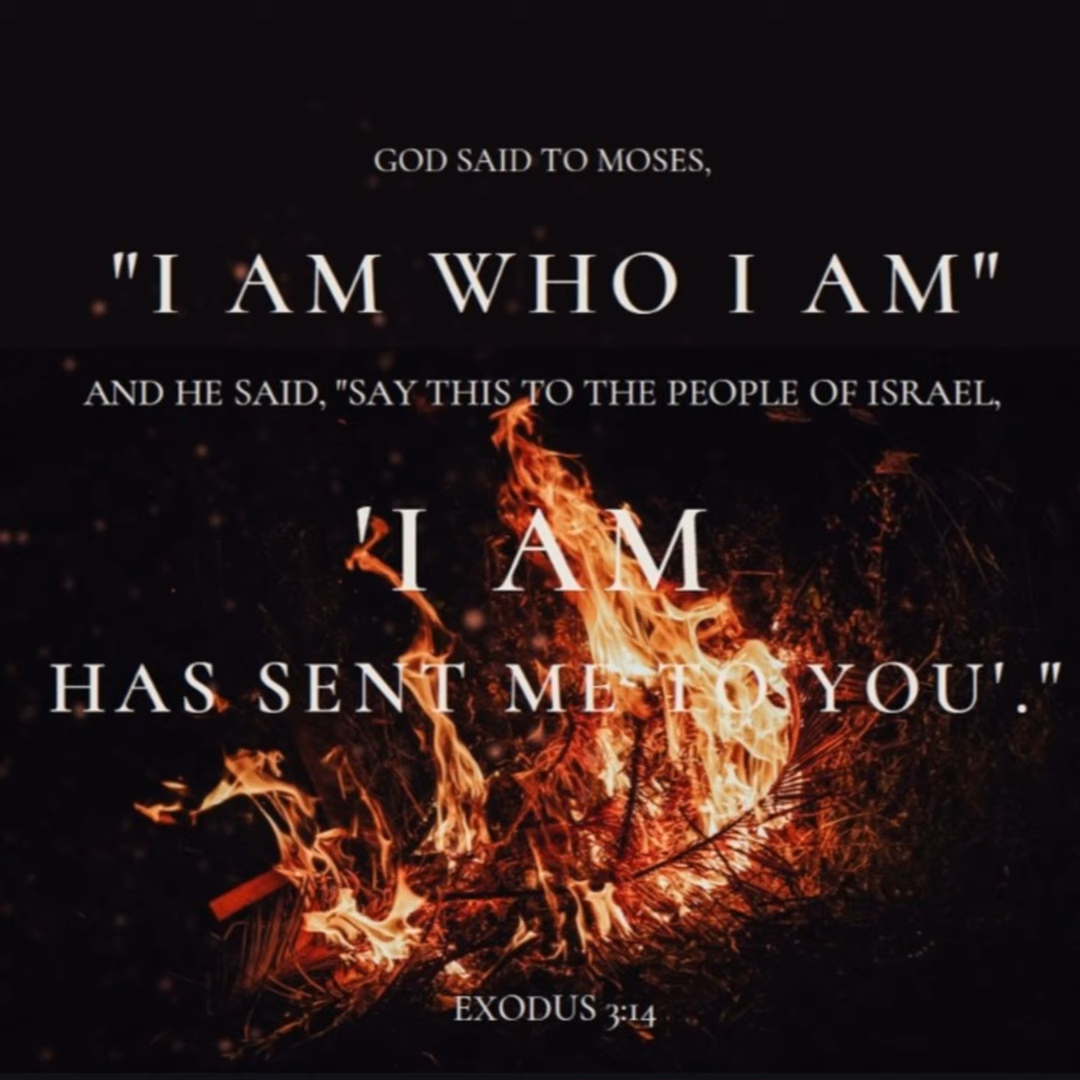 GOD SAID TO MOSES,
"I AM WHO I AM"
AND HE SAID, "SAY THIS TO THE PEOPLE OF ISRAEL,
'I AM
HAS SENT ME TO YOU'."
EXODUS 3:14